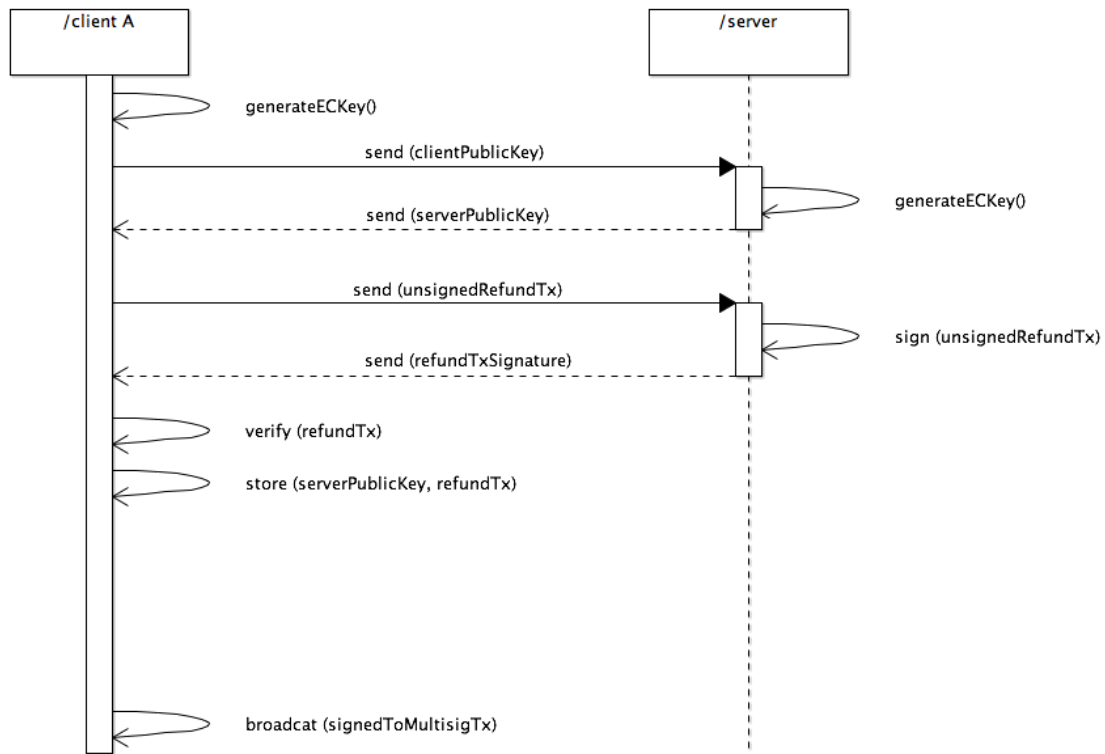 /client A
/server
generateECKey()
send (clientPublicKey)
generateECKey()
send (serverPublicKey)
send (unsignedRefundTx)
sign (unsignedRefundTx)
send (refundTxSignature)
verify (refundTx)
store (serverPublicKey, refundTx)
broadcat (signedToMultisigTx)